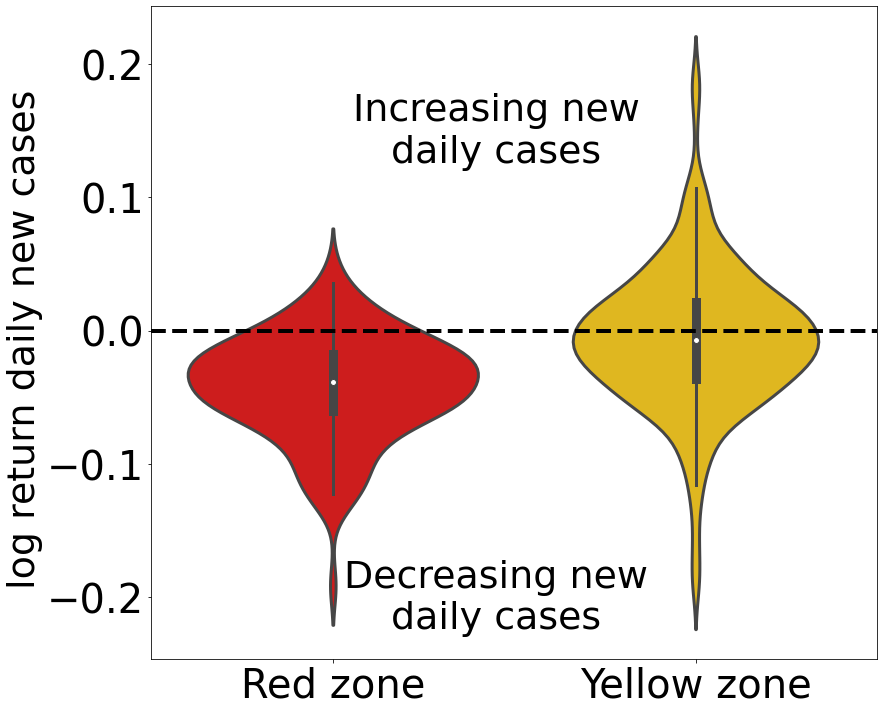 log return daily new cases
0.2
0.1
0.0
−0.1
−0.2
Increasing new
daily cases
Decreasing new
daily cases
Red zone
Yellow zone